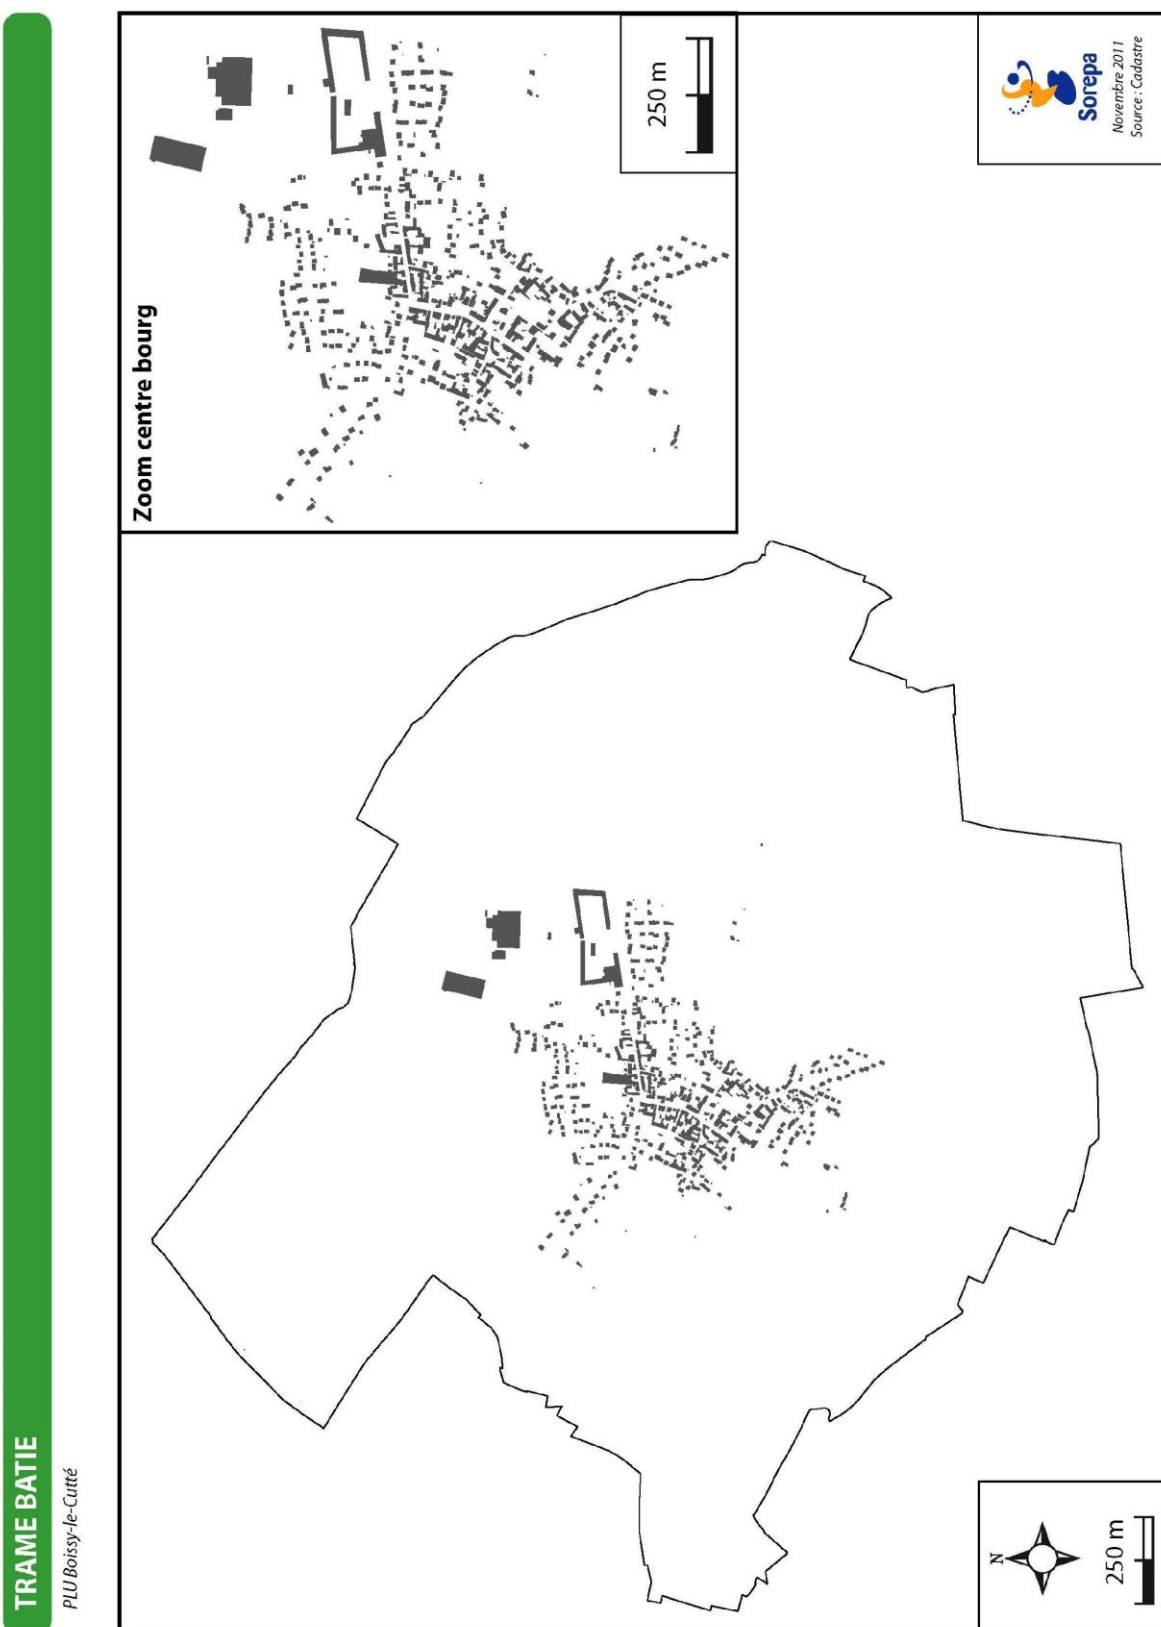 TRAME BATIE
PLU Boissy-le-Cutté
Zoom centre bourg
250 m
N
250 m
Sorepa
Novembre 2011
Source : Cadastre